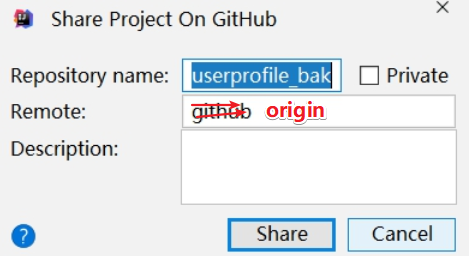 Share Project On GitHub
Repository name: userprofile_bak Private
Remote: github origin
Description:
? Share Cancel